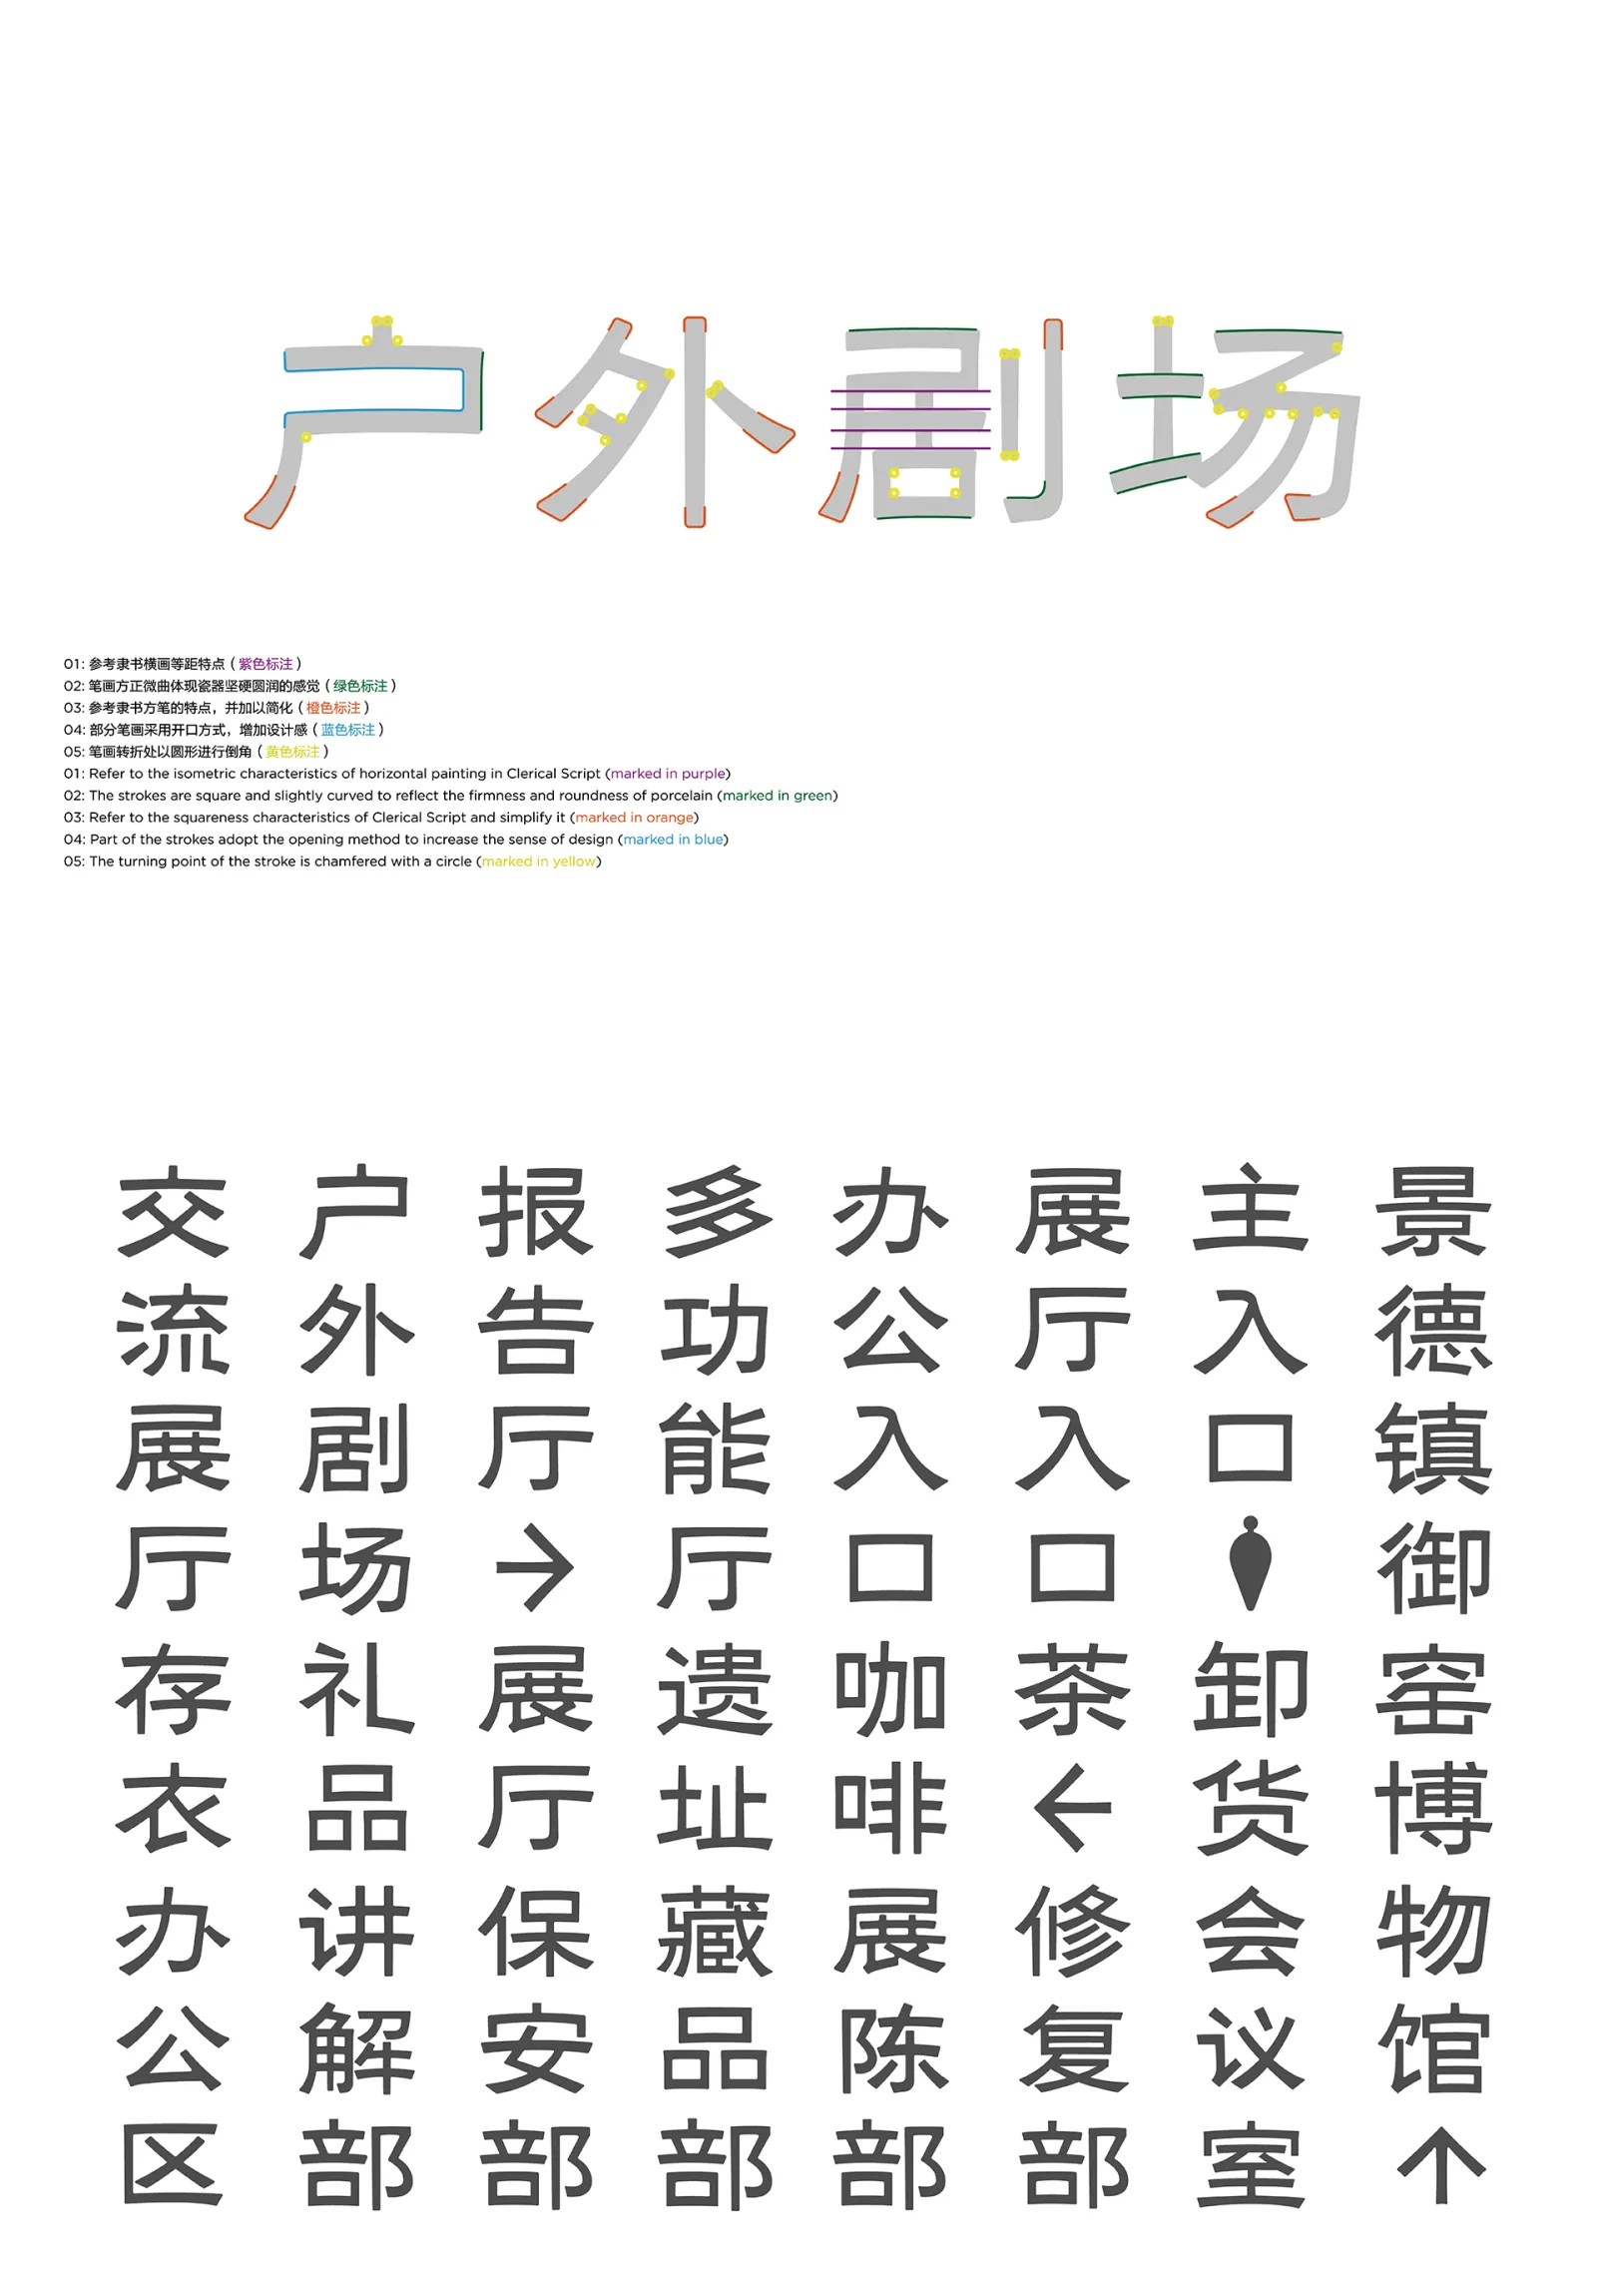 户外剧场
01: 参考隶书横画等距特点（紫色标注）
02: 笔画方正微曲体现瓷器坚硬圆润的感觉（绿色标注）
03: 参考隶书方笔的特点，并加以简化（橙色标注）
04: 部分笔画采用开口方式，增加设计感（蓝色标注）
05: 笔画转折处以圆形进行倒角（黄色标注）
01: Refer to the isometric characteristics of horizontal painting in Clerical Script (marked in purple)
02: The strokes are square and slightly curved to reflect the firmness and roundness of porcelain (marked in green)
03: Refer to the squareness characteristics of Clerical Script and simplify it (marked in orange)
04: Part of the strokes adopt the opening method to increase the sense of design (marked in blue)
05: The turning point of the stroke is chamfered with a circle (marked in yellow)
景德镇御窑博物馆↑
主入口卸货会议室
展厅入口茶←修复部
办公入口咖啡展陈部
多功能厅遗址藏品部
报告厅→展厅保安部
户外剧场礼品讲解部
交流展厅存衣办公区